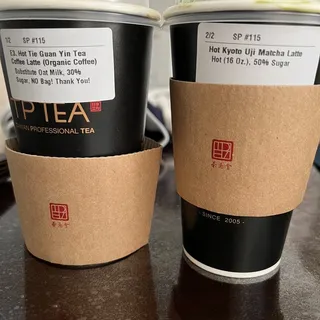 1/2 SP #115
E3. Hot Tie Guan Yin Tea
Coffee Latte (Organic Coffee)
Substitute Oat Milk, 30%
Sugar, NO Bag! Thank You!
TP TEA
PROFESSIONAL TEA
2/2 SP #115
Hot Kyoto Uji Matcha Latte
Hot (16 Oz.), 50% Sugar
- SINCE 2005 -